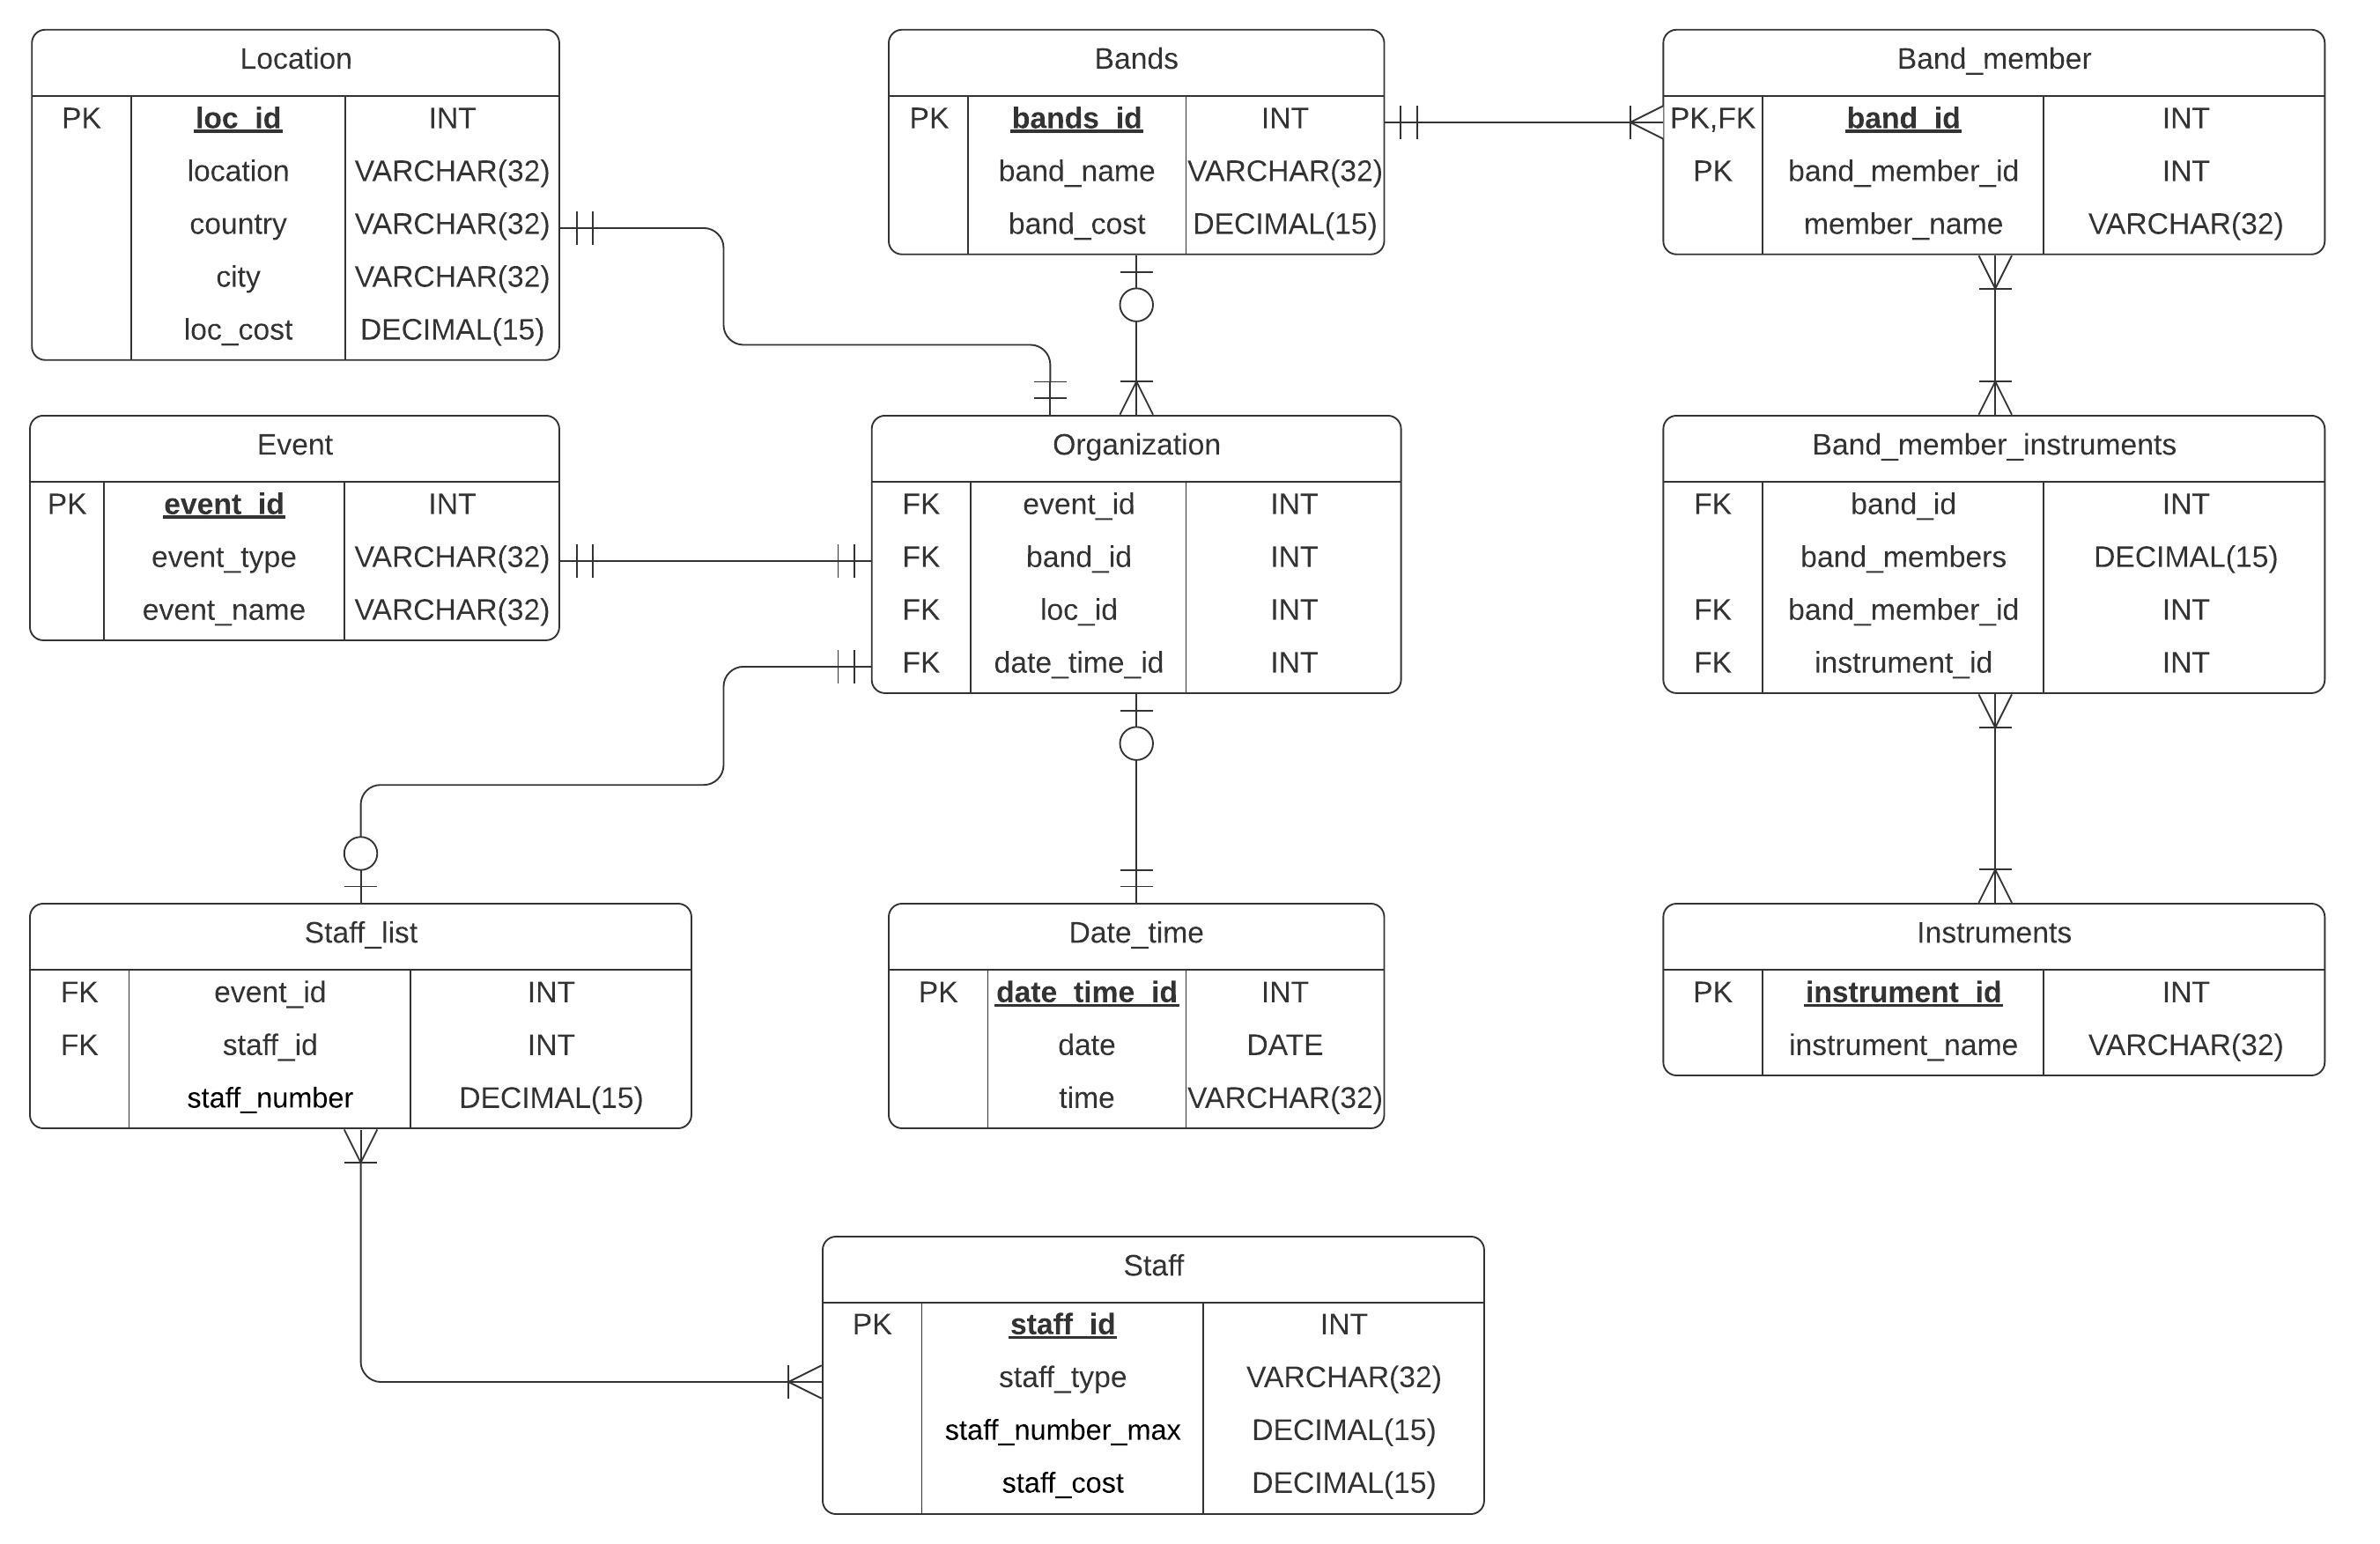 Location
PK loc_id INT
location VARCHAR(32)
country VARCHAR(32)
city VARCHAR(32)
loc_cost DECIMAL(15)
Bands
PK bands_id INT
band_name VARCHAR(32)
band_cost DECIMAL(15)
Band_member
PK,FK band_id INT
PK band_member_id INT
member_name VARCHAR(32)
Event
PK event_id INT
event_type VARCHAR(32)
event_name VARCHAR(32)
Organization
FK event_id INT
FK band_id INT
FK loc_id INT
FK date_time_id INT
Band_member_instruments
FK band_id INT
band_members DECIMAL(15)
FK band_member_id INT
FK instrument_id INT
Staff_list
FK event_id INT
FK staff_id INT
staff_number DECIMAL(15)
Date_time
PK date_time_id INT
date DATE
time VARCHAR(32)
Instruments
PK instrument_id INT
instrument_name VARCHAR(32)
Staff
PK staff_id INT
staff_type VARCHAR(32)
staff_number_max DECIMAL(15)
staff_cost DECIMAL(15)